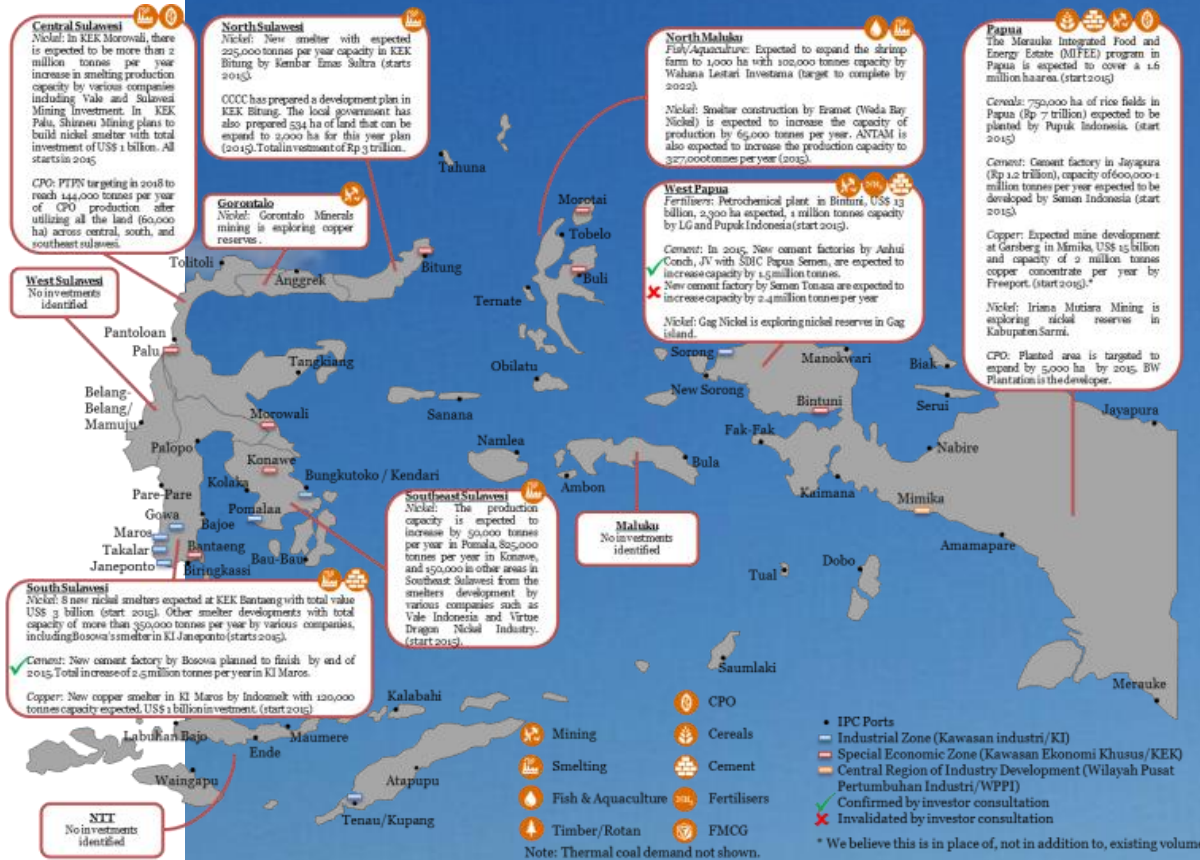 Central Sulawesi
Nickel: In KEK Morowali, there
is expected to be more than 2
million tonnes per year
increase in smelting production
capacity by various companies
including Vale and Sulawesi
Mining Investment. In KEK
Palu, Shinneu Mining plans to
build nickel smelter with total
investment of US$ 1 billion. All
starts in 2015
CPO: PTPN targeting in 2018 to
reach 144,000 tonnes per year
of CPO production after
utilizing all the land (60,000
ha) across central, south, and
southeast sulawesi.
North Sulawesi
Nickel: New smelter with expected
225,000 tonnes per year capacity in KEK
Bitung by Kembar Emas Sultra (starts
2015).
CCCC has prepared a development plan in
KEK Bitung. The local government has
also prepared 534 ha of land that can be
expand to 2,000 ha for this year plan
(2015). Total investment of Rp 3 trillion.
Gorontalo
Nickel: Gorontalo Minerals
mining is exploring copper
reserves.
West Sulawesi
No investments
identified
North Maluku
Fish/Aquaculture: Expected to expand the shrimp
farm to 1,000 ha with 102,000 tonnes capacity by
Wahana Lestari Investama (target to complete by
2022).
Nickel: Smelter construction by Eramet (Weda Bay
Nickel) is expected to increase the capacity of
production by 65,000 tonnes per year. ANTAM is
also expected to increase the production capacity to
327,000tonnes per year (2015).
West Papua
Fertilisers: Petrochemical plant in Bintuni, US$ 13
billion, 2,300 ha expected, 1 million tonnes capacity
by LG and Pupuk Indonesia (start 2015).
Cement: In 2015, New cement factories by Anhui
Conch, JV with SDIC Papua Semen, are expected to
increase capacity by 1.5 million tonnes.
New cement factory by Semen Tonasa are expected to
increase capacity by 2.4 million tonnes per year
Nickel: Gag Nickel is exploring nickel reserves in Gag
island.
Papua
The Merauke Integrated Food and
Energy Estate (MIFEE) program in
Papua is expected to cover a 1.6
million ha area. (start 2015)
Cereals: 750,000 ha of rice fields in
Papua (Rp 7 trillion) expected to be
planted by Pupuk Indonesia. (start
2015)
Cement: Cement factory in Jayapura
(Rp 1.2 trillion), capacity of 600,000-1
million tonnes per year expected to be
developed by Semen Indonesia (start
2015).
Copper: Expected mine development
at Garsberg in Mimika, US$ 15 billion
and capacity of 2 million tonnes
copper concentrate per year by
Freeport. (start 2015).*
Nickel: Iriana Mutiara Mining is
exploring nickel reserves in
Kabupaten Sarmi.
CPO: Planted area is targeted to
expand by 5,000 ha by 2015. BW
Plantation is the developer.
Tahuna
Morotai
Tobelo
Buli
Ternate
Tolitoli
Anggrek
Bitung
Pantoloan
Palu
Tangkiang
Obilatu
Sorong
Manokwari
Biak
New Sorong
Serui
Belang-
Belang/
Mamuju
Morowali
Sanana
Bintuni
Jayapura
Palopo
Namlea
Fak-Fak
Nabire
Konawe
Kolaka
Bungkutoko / Kendari
Bula
Ambon
Kaimana
Pare-Pare
Pomalaa
Mimika
Gowa
Bajoe
Maros
Takalar
Bantaeng
Janeponto
Biringkassi
Bau-Bau
Amamapare
Tual
Dobo
Saumlaki
Merauke
Southeast Sulawesi
Nickel: The production
capacity is expected to
increase by 50,000 tonnes
per year in Pomala, 825,000
tonnes per year in Konawe,
and 150,000 in other areas in
Southeast Sulawesi from the
smelters development by
various companies such as
Vale Indonesia and Virtue
Dragon Nickel Industry.
(start 2015).
Maluku
No investments
identified
South Sulawesi
Nickel: 8 new nickel smelters expected at KEK Bantaeng with total value
US$ 3 billion (start 2015). Other smelter developments with total
capacity of more than 350,000 tonnes per year by various companies,
including Bosowa's smelter in KI Janeponto (starts 2015).
Cement: New cement factory by Bosowa planned to finish by end of
2015. Total increase of 2.5 million tonnes per year in KI Maros.
Copper: New copper smelter in KI Maros by Indosmelt with 120,000
tonnes capacity expected. US$ 1 billion investment. (start 2015)
Kalabahi
Labuhan Bajo
Maumere
Ende
Waingapu
Atapupu
Tenau/Kupang
NTT
No investments
identified
Mining
Smelting
Fish & Aquaculture
Timber/Rotan
CPO
Cereals
Cement
NH₃ Fertilisers
FMCG
Note: Thermal coal demand not shown.
IPC Ports
Industrial Zone (Kawasan industri/KI)
Special Economic Zone (Kawasan Ekonomi Khusus/KEK)
Central Region of Industry Development (Wilayah Pusat
Pertumbuhan Industri/WPPI)
Confirmed by investor consultation
Invalidated by investor consultation
* We believe this is in place of, not in addition to, existing volum